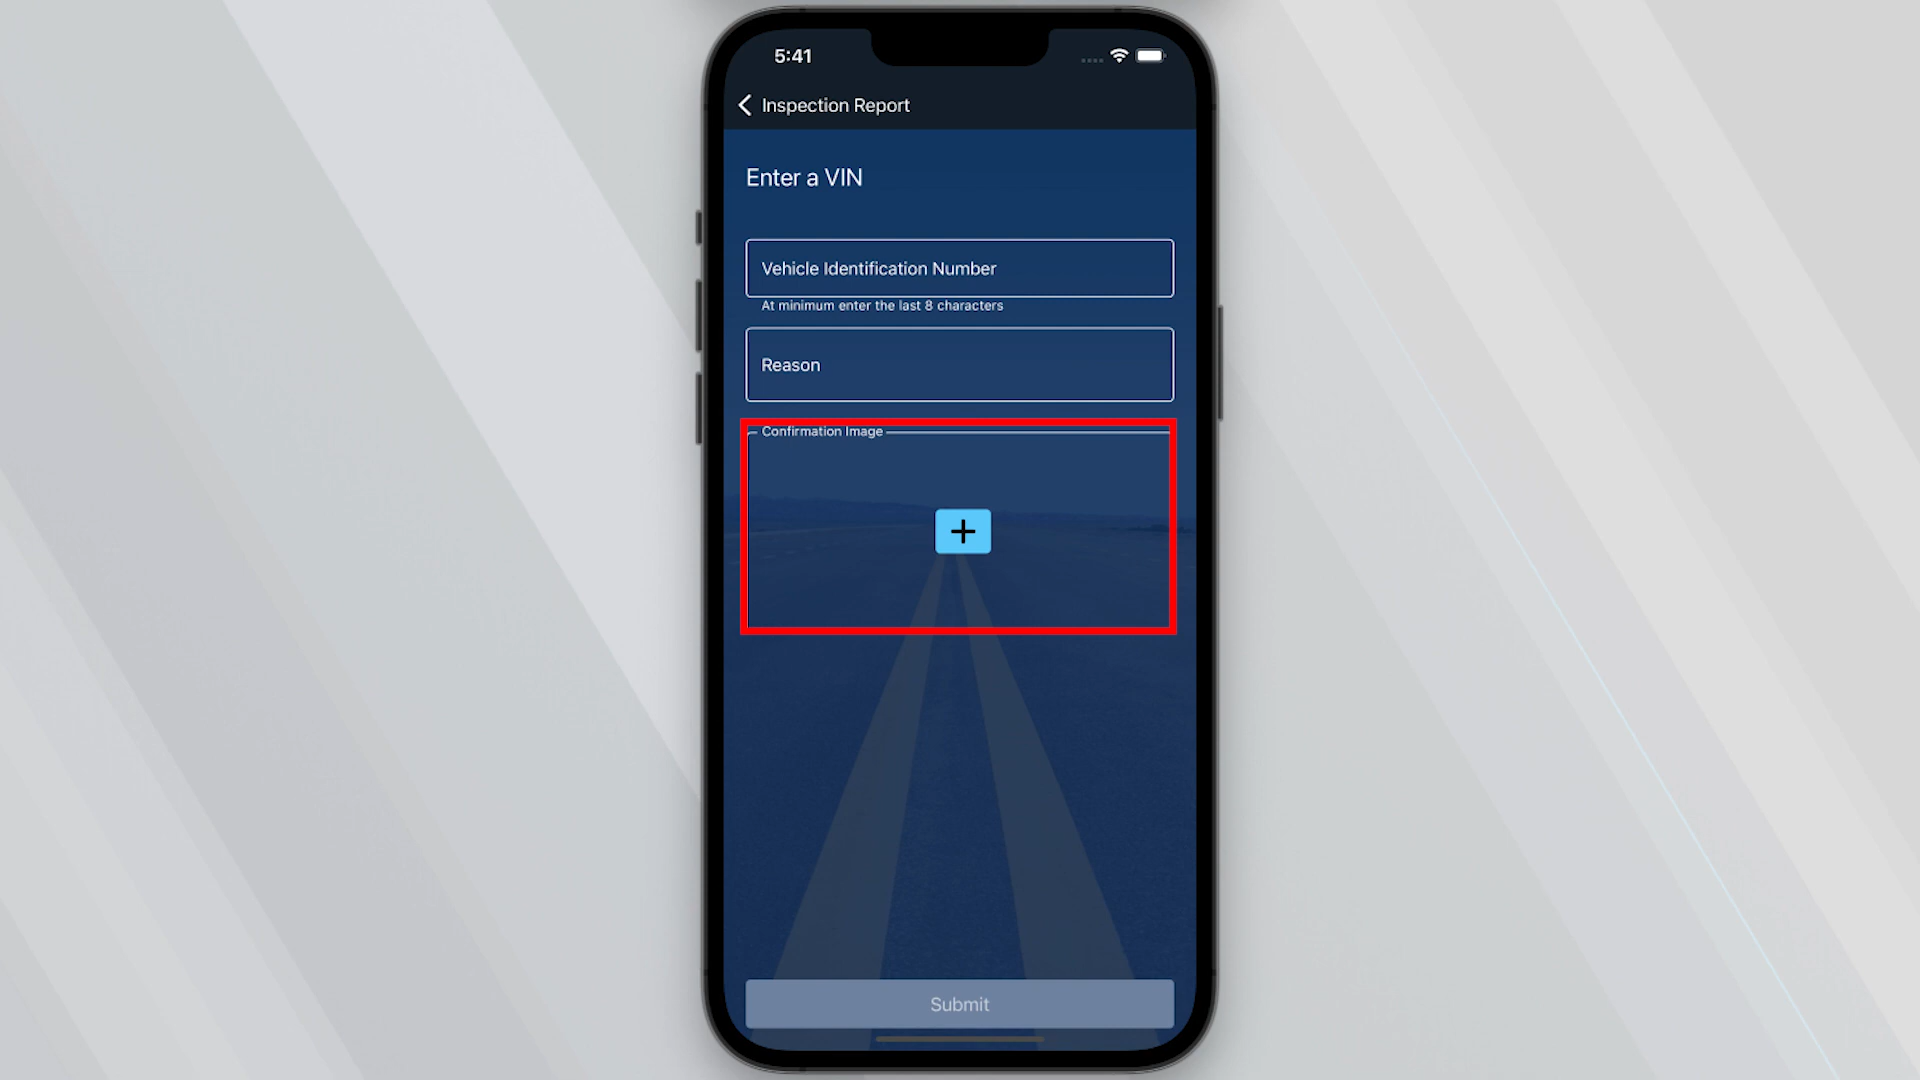 5:41
Inspection Report
Enter a VIN
Vehicle Identification Number
At minimum enter the last 8 characters
Reason
Confirmation Image
+
Submit